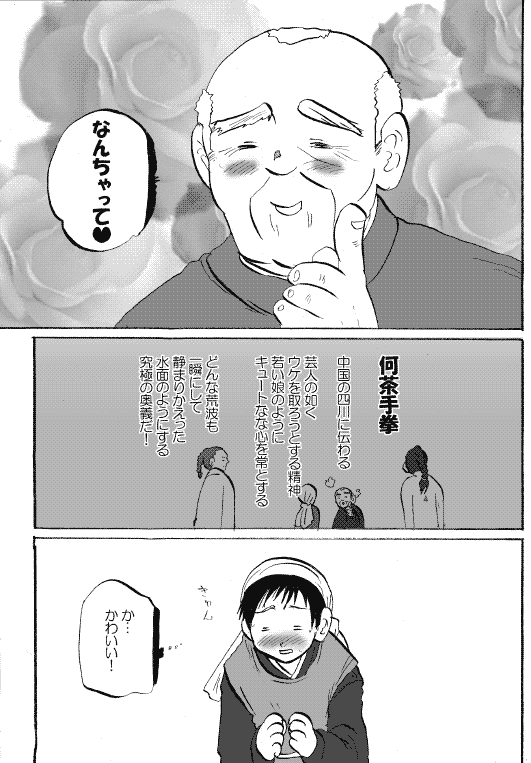 なんちゃって♥
何茶手拳
中国の四川に伝わる
芸人の如く
ウケを取ろうとする精神
若い娘のように
キュートなな心を常とする
どんな荒波も
一瞬にして
静まりかえった
水面のようにする
究極の奥義だ！
きゅん
か…
かわいい！